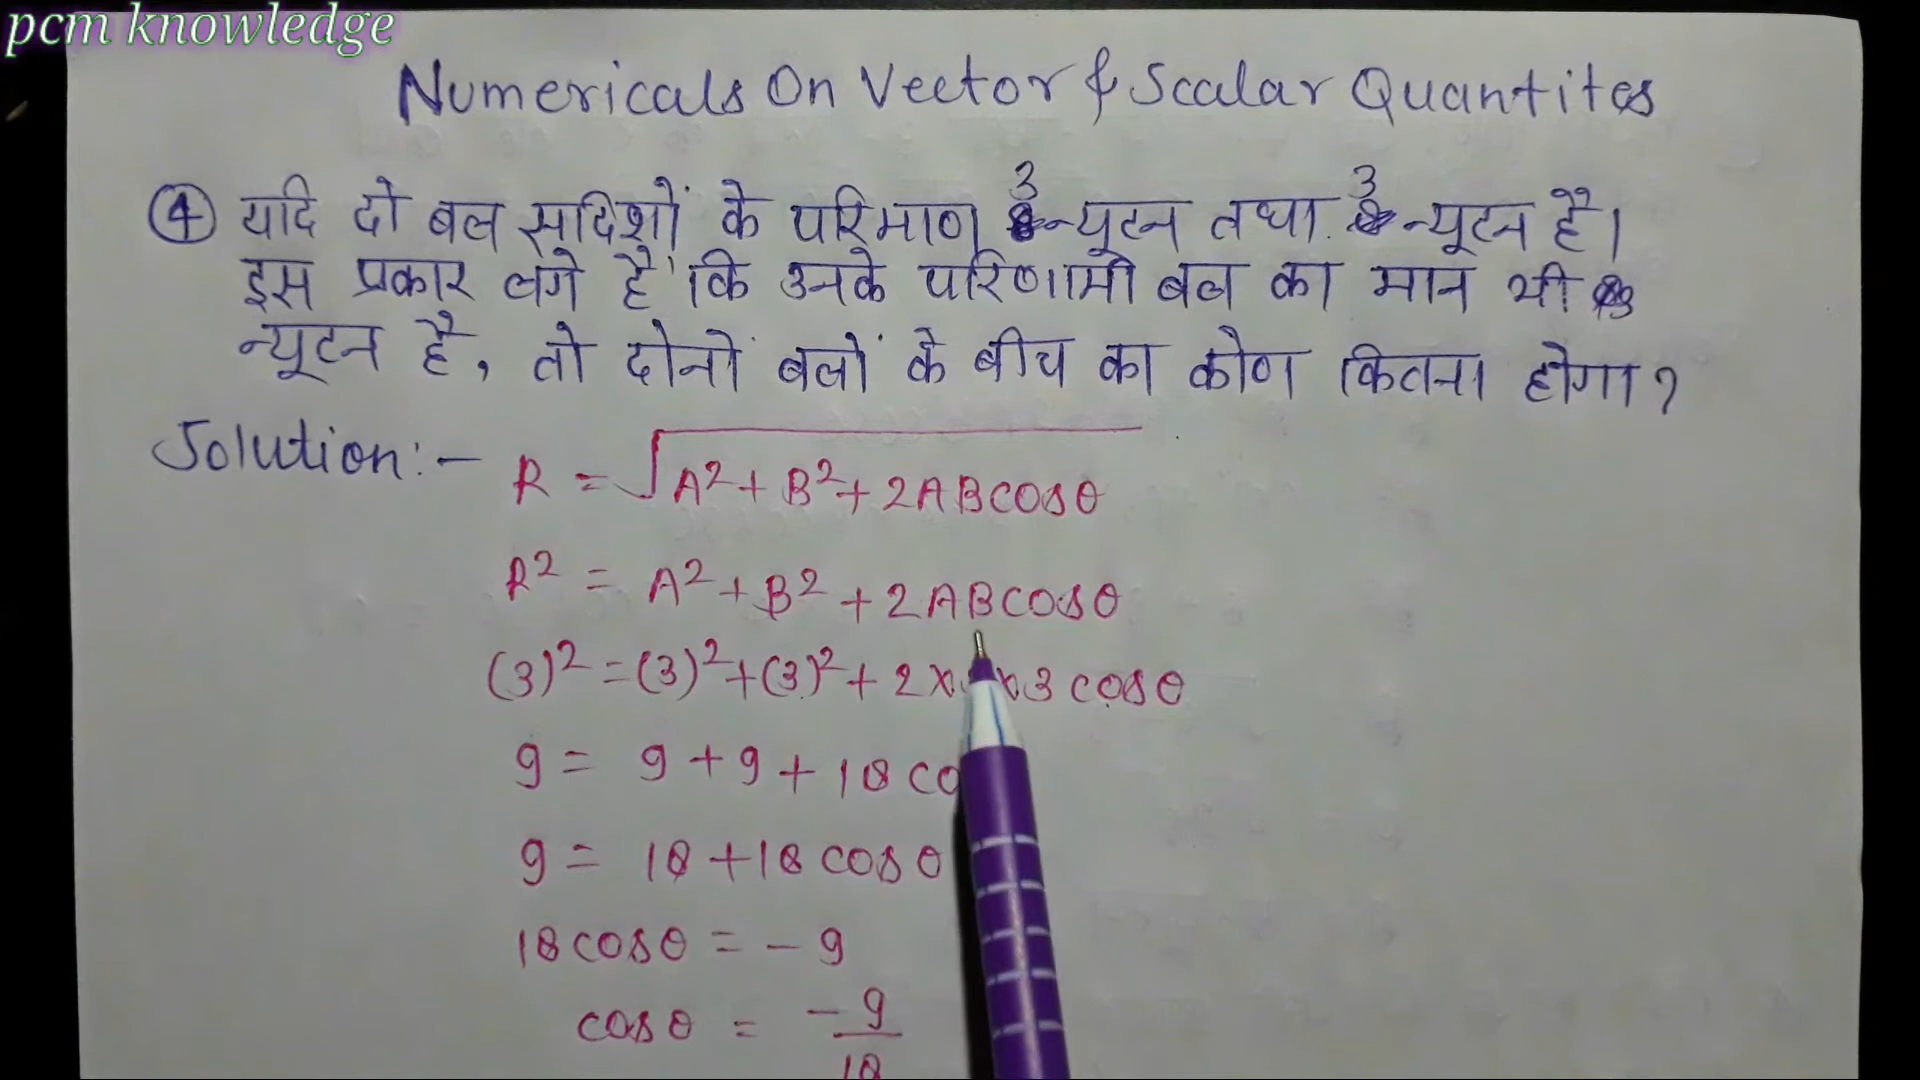 pcm knowledge
Numericals On Vector & Scalar Quantites
④ यदि दो बल सदिशों के परिमाण 3 न्यूटन तथा 3 न्यूटन है।
इस प्रकार लगे है कि उनके परिणामी बल का मान भी 3
न्यूटन है, तो दोनों बलों के बीच का कोण कितना होगा?
Solution:- R = √A²+B²+2ABcosθ
R² = A²+B²+2ABcosθ
(3)² = (3)²+(3)²+2× ×3 cosθ
9 = 9+9+18 co
9 = 18+18 cosθ
18cosθ = -9
cosθ = -9/18